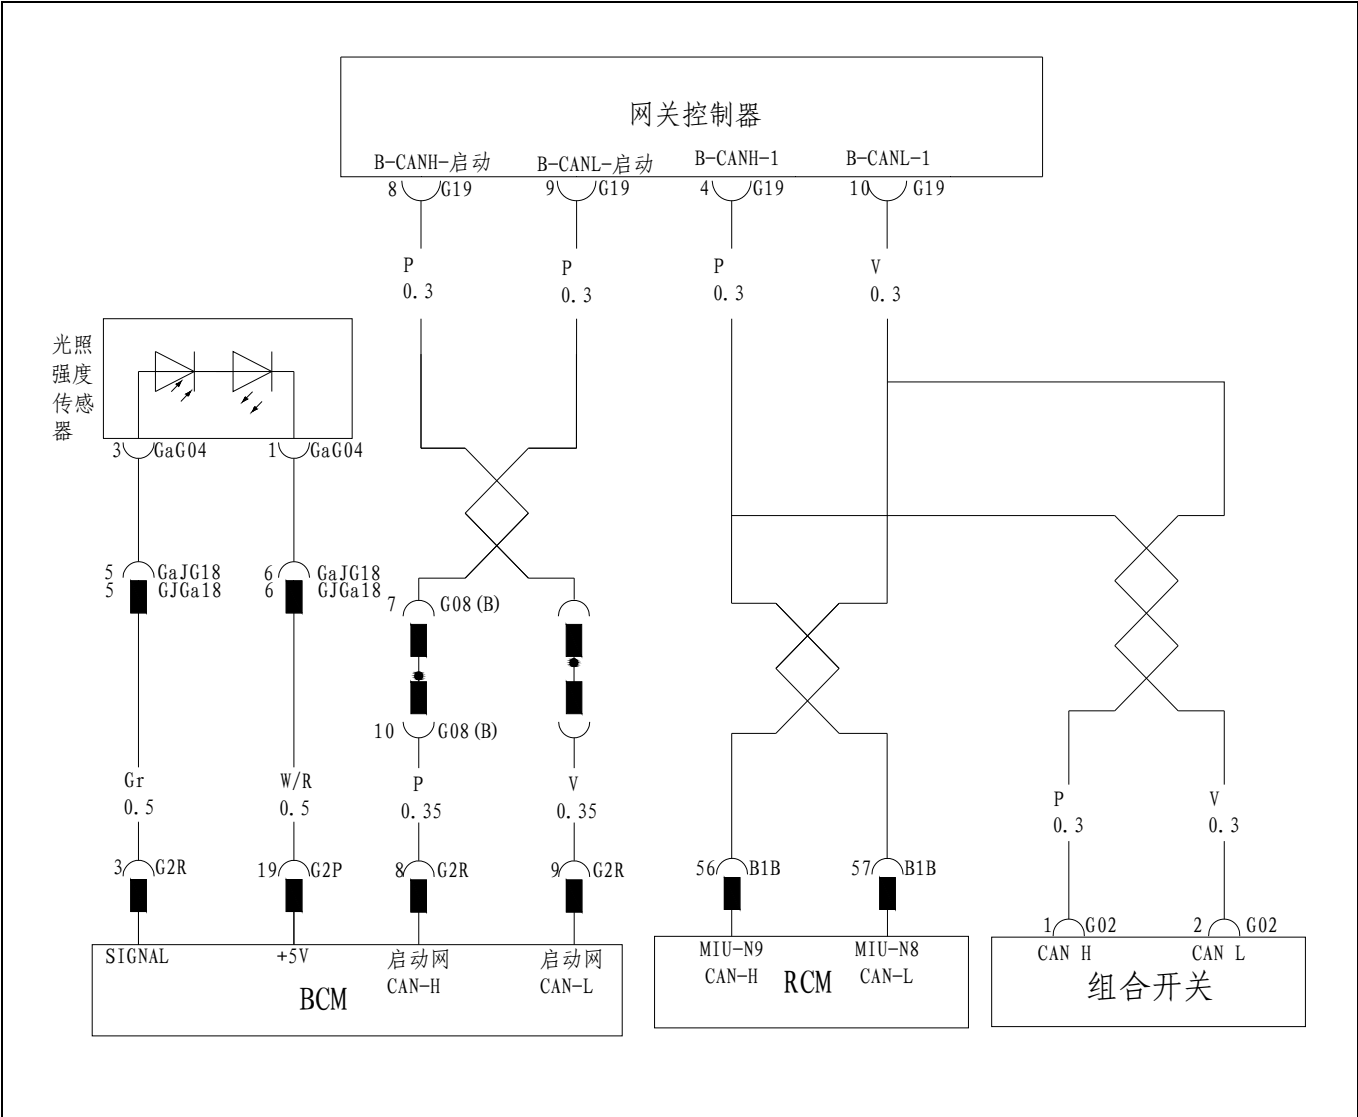 网关控制器
B-CANH-启动
B-CANL-启动
B-CANH-1
B-CANL-1
8 G19
9 G19
4 G19
10 G19
P
0.3
P
0.3
P
0.3
V
0.3
光照
强度
传感
器
3 GaG04
1 GaG04
5 GaJG18
5 GJGa18
6 GaJG18
6 GJGa18
7 G08(B)
10 G08(B)
Gr
0.5
W/R
0.5
P
0.35
V
0.35
P
0.3
V
0.3
3 G2R
19 G2P
8 G2R
9 G2R
56 B1B
57 B1B
1 G02
2 G02
SIGNAL
+5V
启动网
CAN-H
启动网
CAN-L
BCM
MIU-N9
CAN-H
MIU-N8
CAN-L
RCM
CAN H
CAN L
组合开关